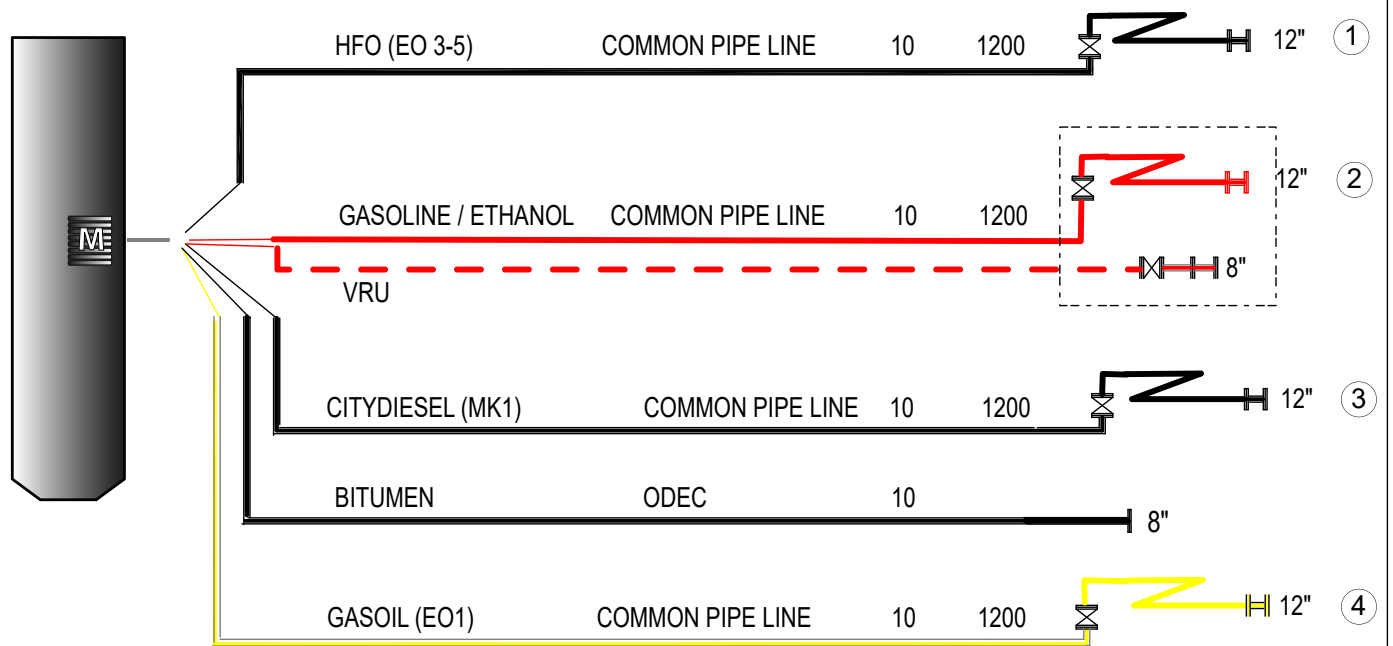 HFO (EO 3-5) COMMON PIPE LINE 10 1200 12" 1
M
GASOLINE / ETHANOL COMMON PIPE LINE 10 1200 12" 2
VRU 8"
CITYDIESEL (MK1) COMMON PIPE LINE 10 1200 12" 3
BITUMEN ODEC 10 8"
GASOIL (EO1) COMMON PIPE LINE 10 1200 12" 4